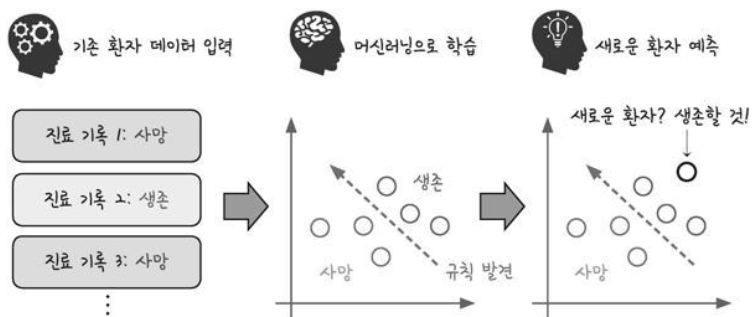 기존 환자 데이터 입력
머신러닝으로 학습
새로운 환자 예측
진료 기록 1: 사망
진료 기록 2: 생존
진료 기록 3: 사망
생존
사망
규칙 발견
새로운 환자? 생존할 것!
사망